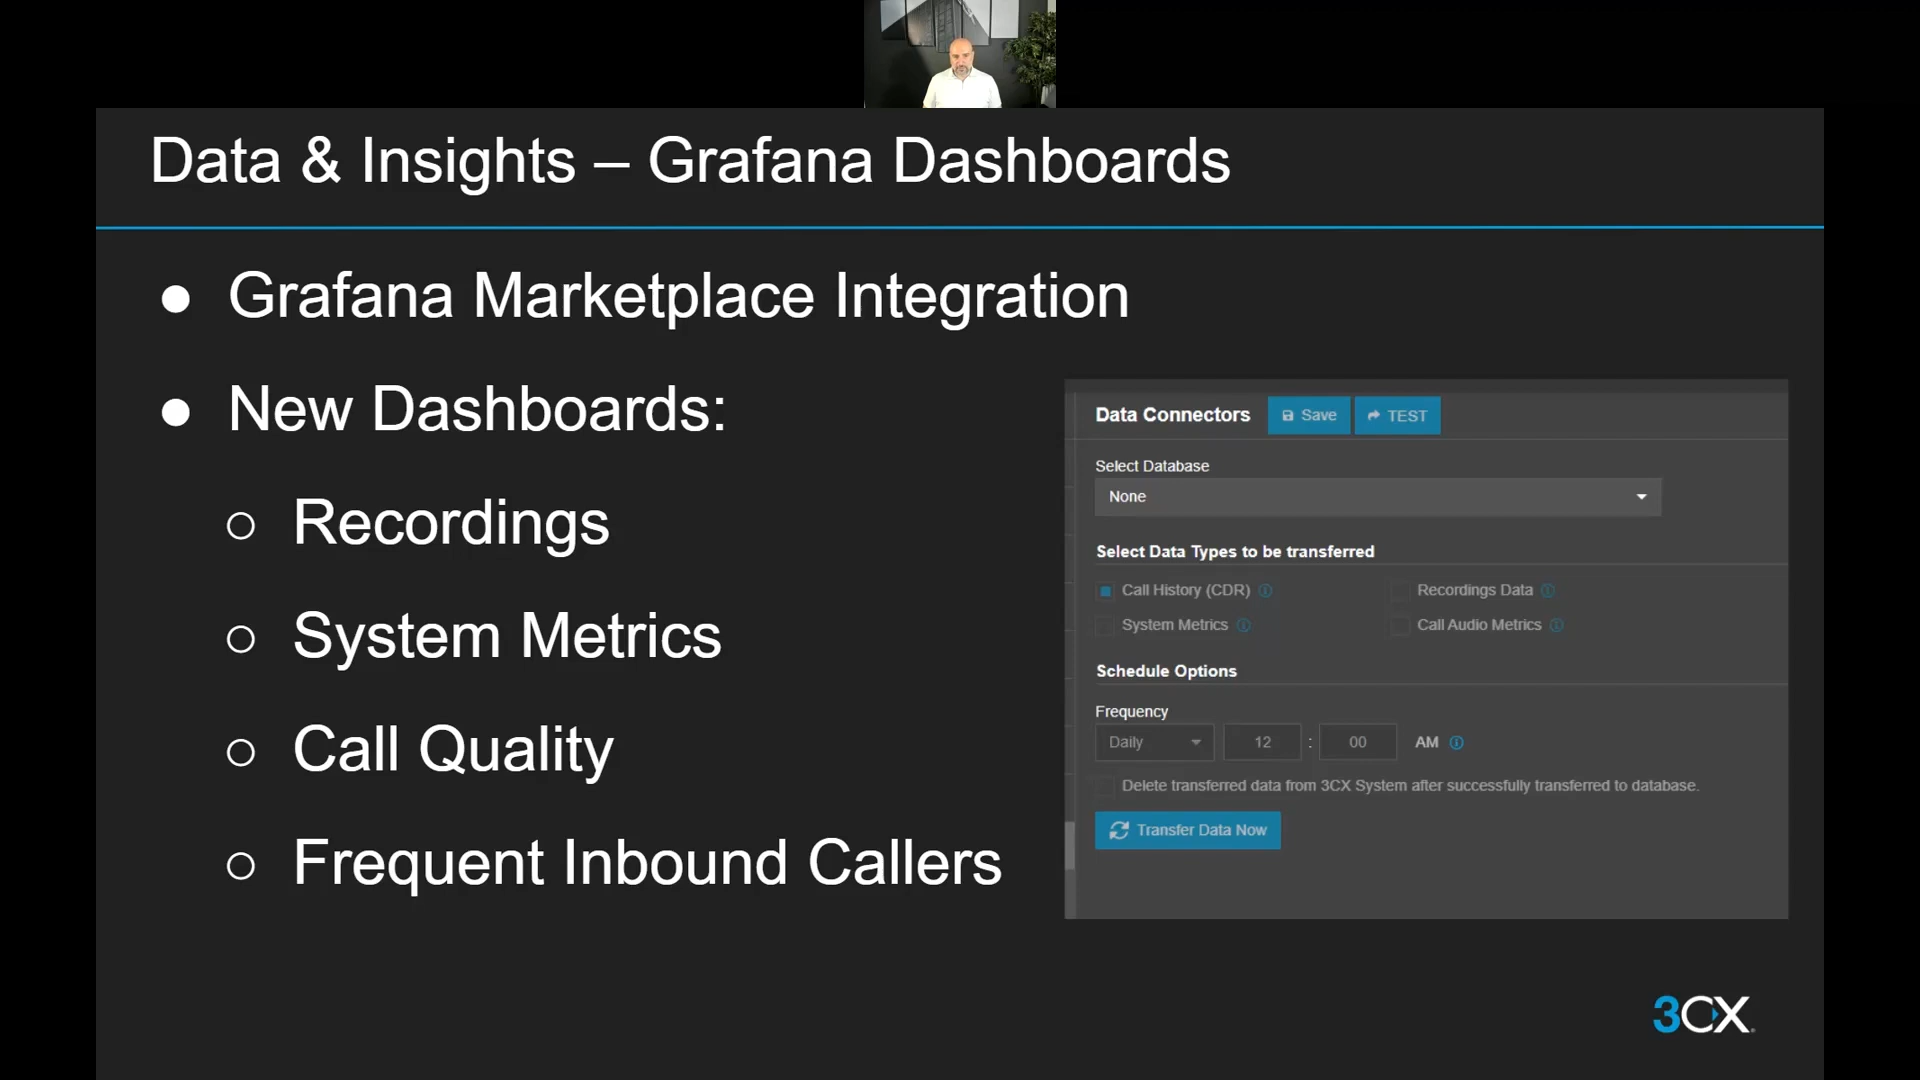 Data & Insights – Grafana Dashboards
● Grafana Marketplace Integration
● New Dashboards:
○ Recordings
○ System Metrics
○ Call Quality
○ Frequent Inbound Callers
Data Connectors Save TEST
Select Database
None
Select Data Types to be transferred
Call History (CDR) Recordings Data
System Metrics Call Audio Metrics
Schedule Options
Frequency
Daily 12 : 00 AM
Delete transferred data from 3CX System after successfully transferred to database.
Transfer Data Now
3CX